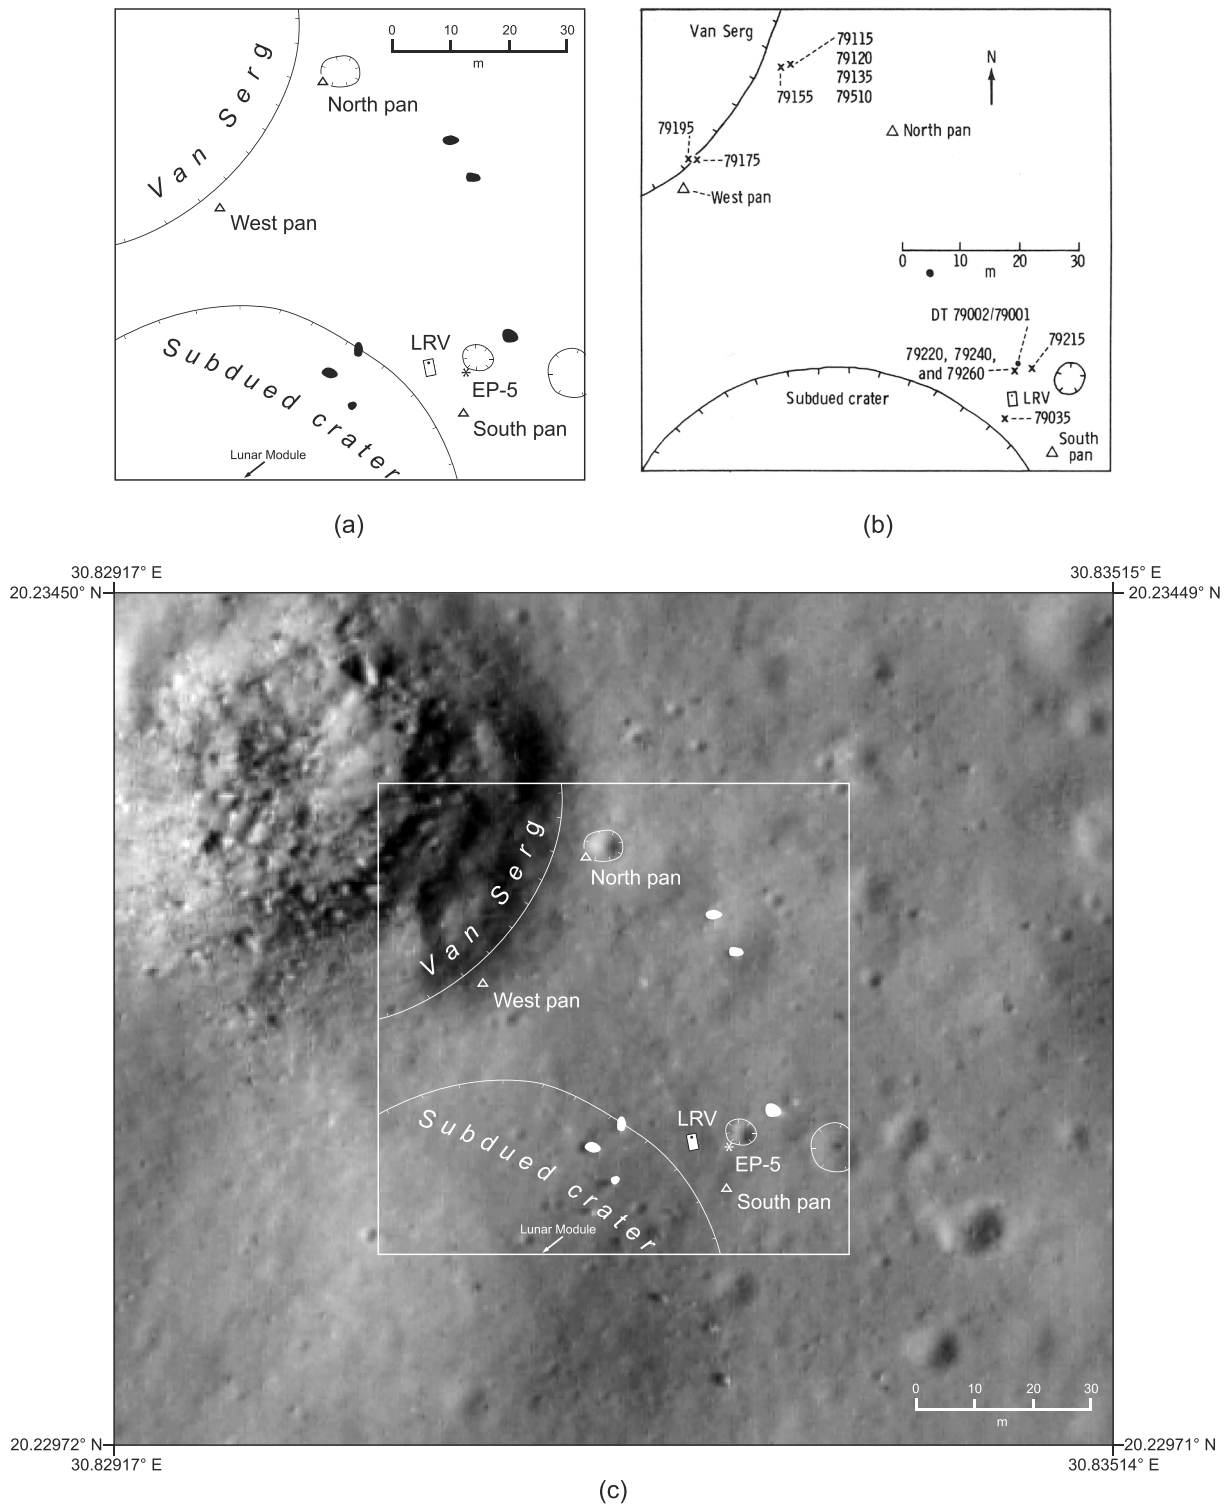 0 10 20 30
m
Van Serg
North pan
West pan
Subdued crater
LRV
EP-5
South pan
Lunar Module
(a)
Van Serg
79115
79120
79135
79155 79510
N
79195
North pan
79175
West pan
0 10 20 30
m
DT 79002/79001
79215
79220, 79240,
and 79260
LRV
Subdued crater
79035
South
pan
(b)
30.82917° E 30.83515° E
20.23450° N 20.23449° N
Van Serg
North pan
West pan
Subdued crater
LRV
EP-5
South pan
Lunar Module
0 10 20 30
m
20.22972° N 20.22971° N
30.82917° E 30.83514° E
(c)